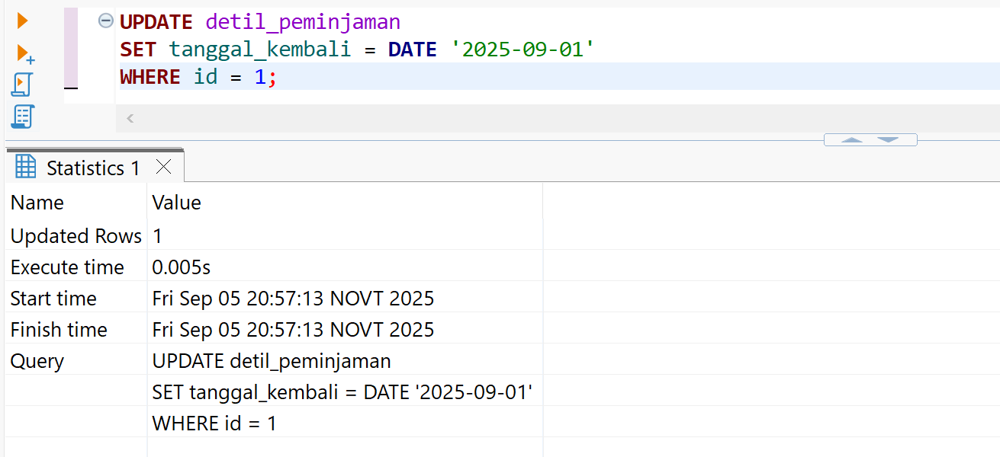 UPDATE detil_peminjaman
SET tanggal_kembali = DATE '2025-09-01'
WHERE id = 1;
Statistics 1
Name Value
Updated Rows 1
Execute time 0.005s
Start time Fri Sep 05 20:57:13 NOVT 2025
Finish time Fri Sep 05 20:57:13 NOVT 2025
Query UPDATE detil_peminjaman
SET tanggal_kembali = DATE '2025-09-01'
WHERE id = 1